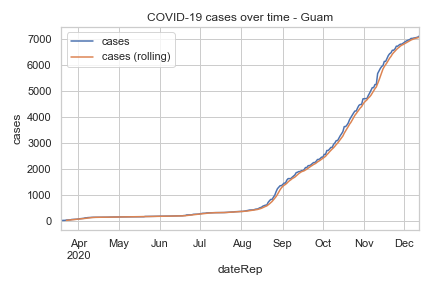 COVID-19 cases over time - Guam
cases
cases (rolling)
7000
6000
5000
4000
3000
2000
1000
0
cases
Apr
2020
May
Jun
Jul
Aug
Sep
Oct
Nov
Dec
dateRep